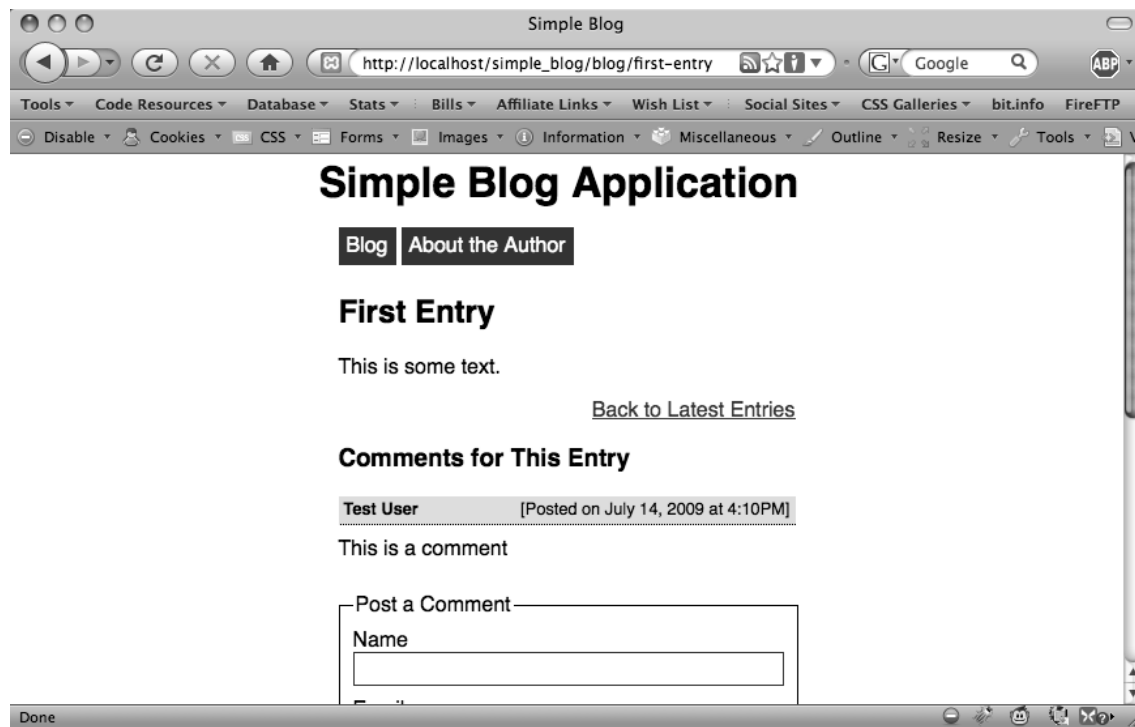 Simple Blog
http://localhost/simple_blog/blog/first-entry G Google ABP
Tools Code Resources Database Stats Bills Affiliate Links Wish List Social Sites CSS Galleries bit.info FireFTP
Disable Cookies CSS CSS Forms Images Information Miscellaneous Outline Resize Tools
Simple Blog Application
Blog About the Author
First Entry
This is some text.
Back to Latest Entries
Comments for This Entry
Test User [Posted on July 14, 2009 at 4:10PM]
This is a comment
Post a Comment
Name
Done